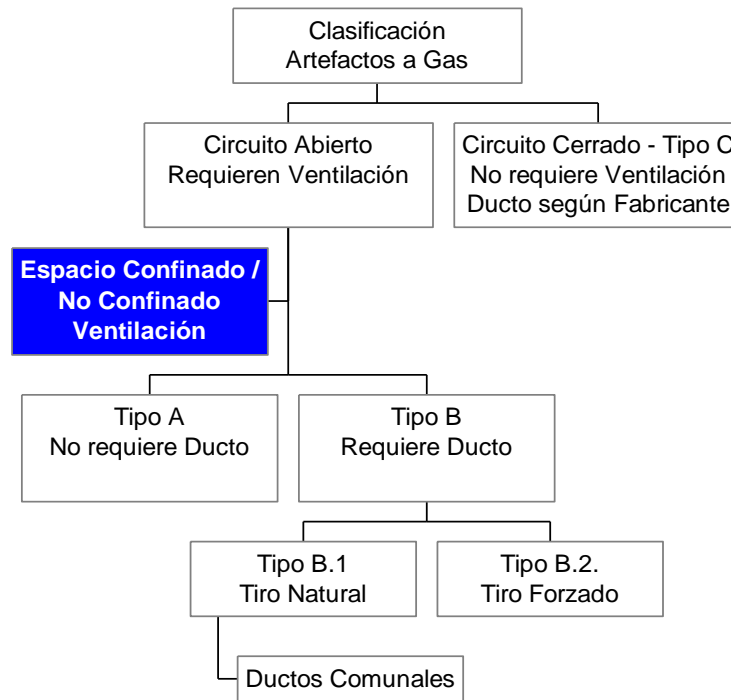 Clasificación
Artefactos a Gas
Circuito Abierto
Requieren Ventilación
Circuito Cerrado - Tipo C
No requiere Ventilación
Ducto según Fabricante
Espacio Confinado /
No Confinado
Ventilación
Tipo A
No requiere Ducto
Tipo B
Requiere Ducto
Tipo B.1
Tiro Natural
Tipo B.2.
Tiro Forzado
Ductos Comunales